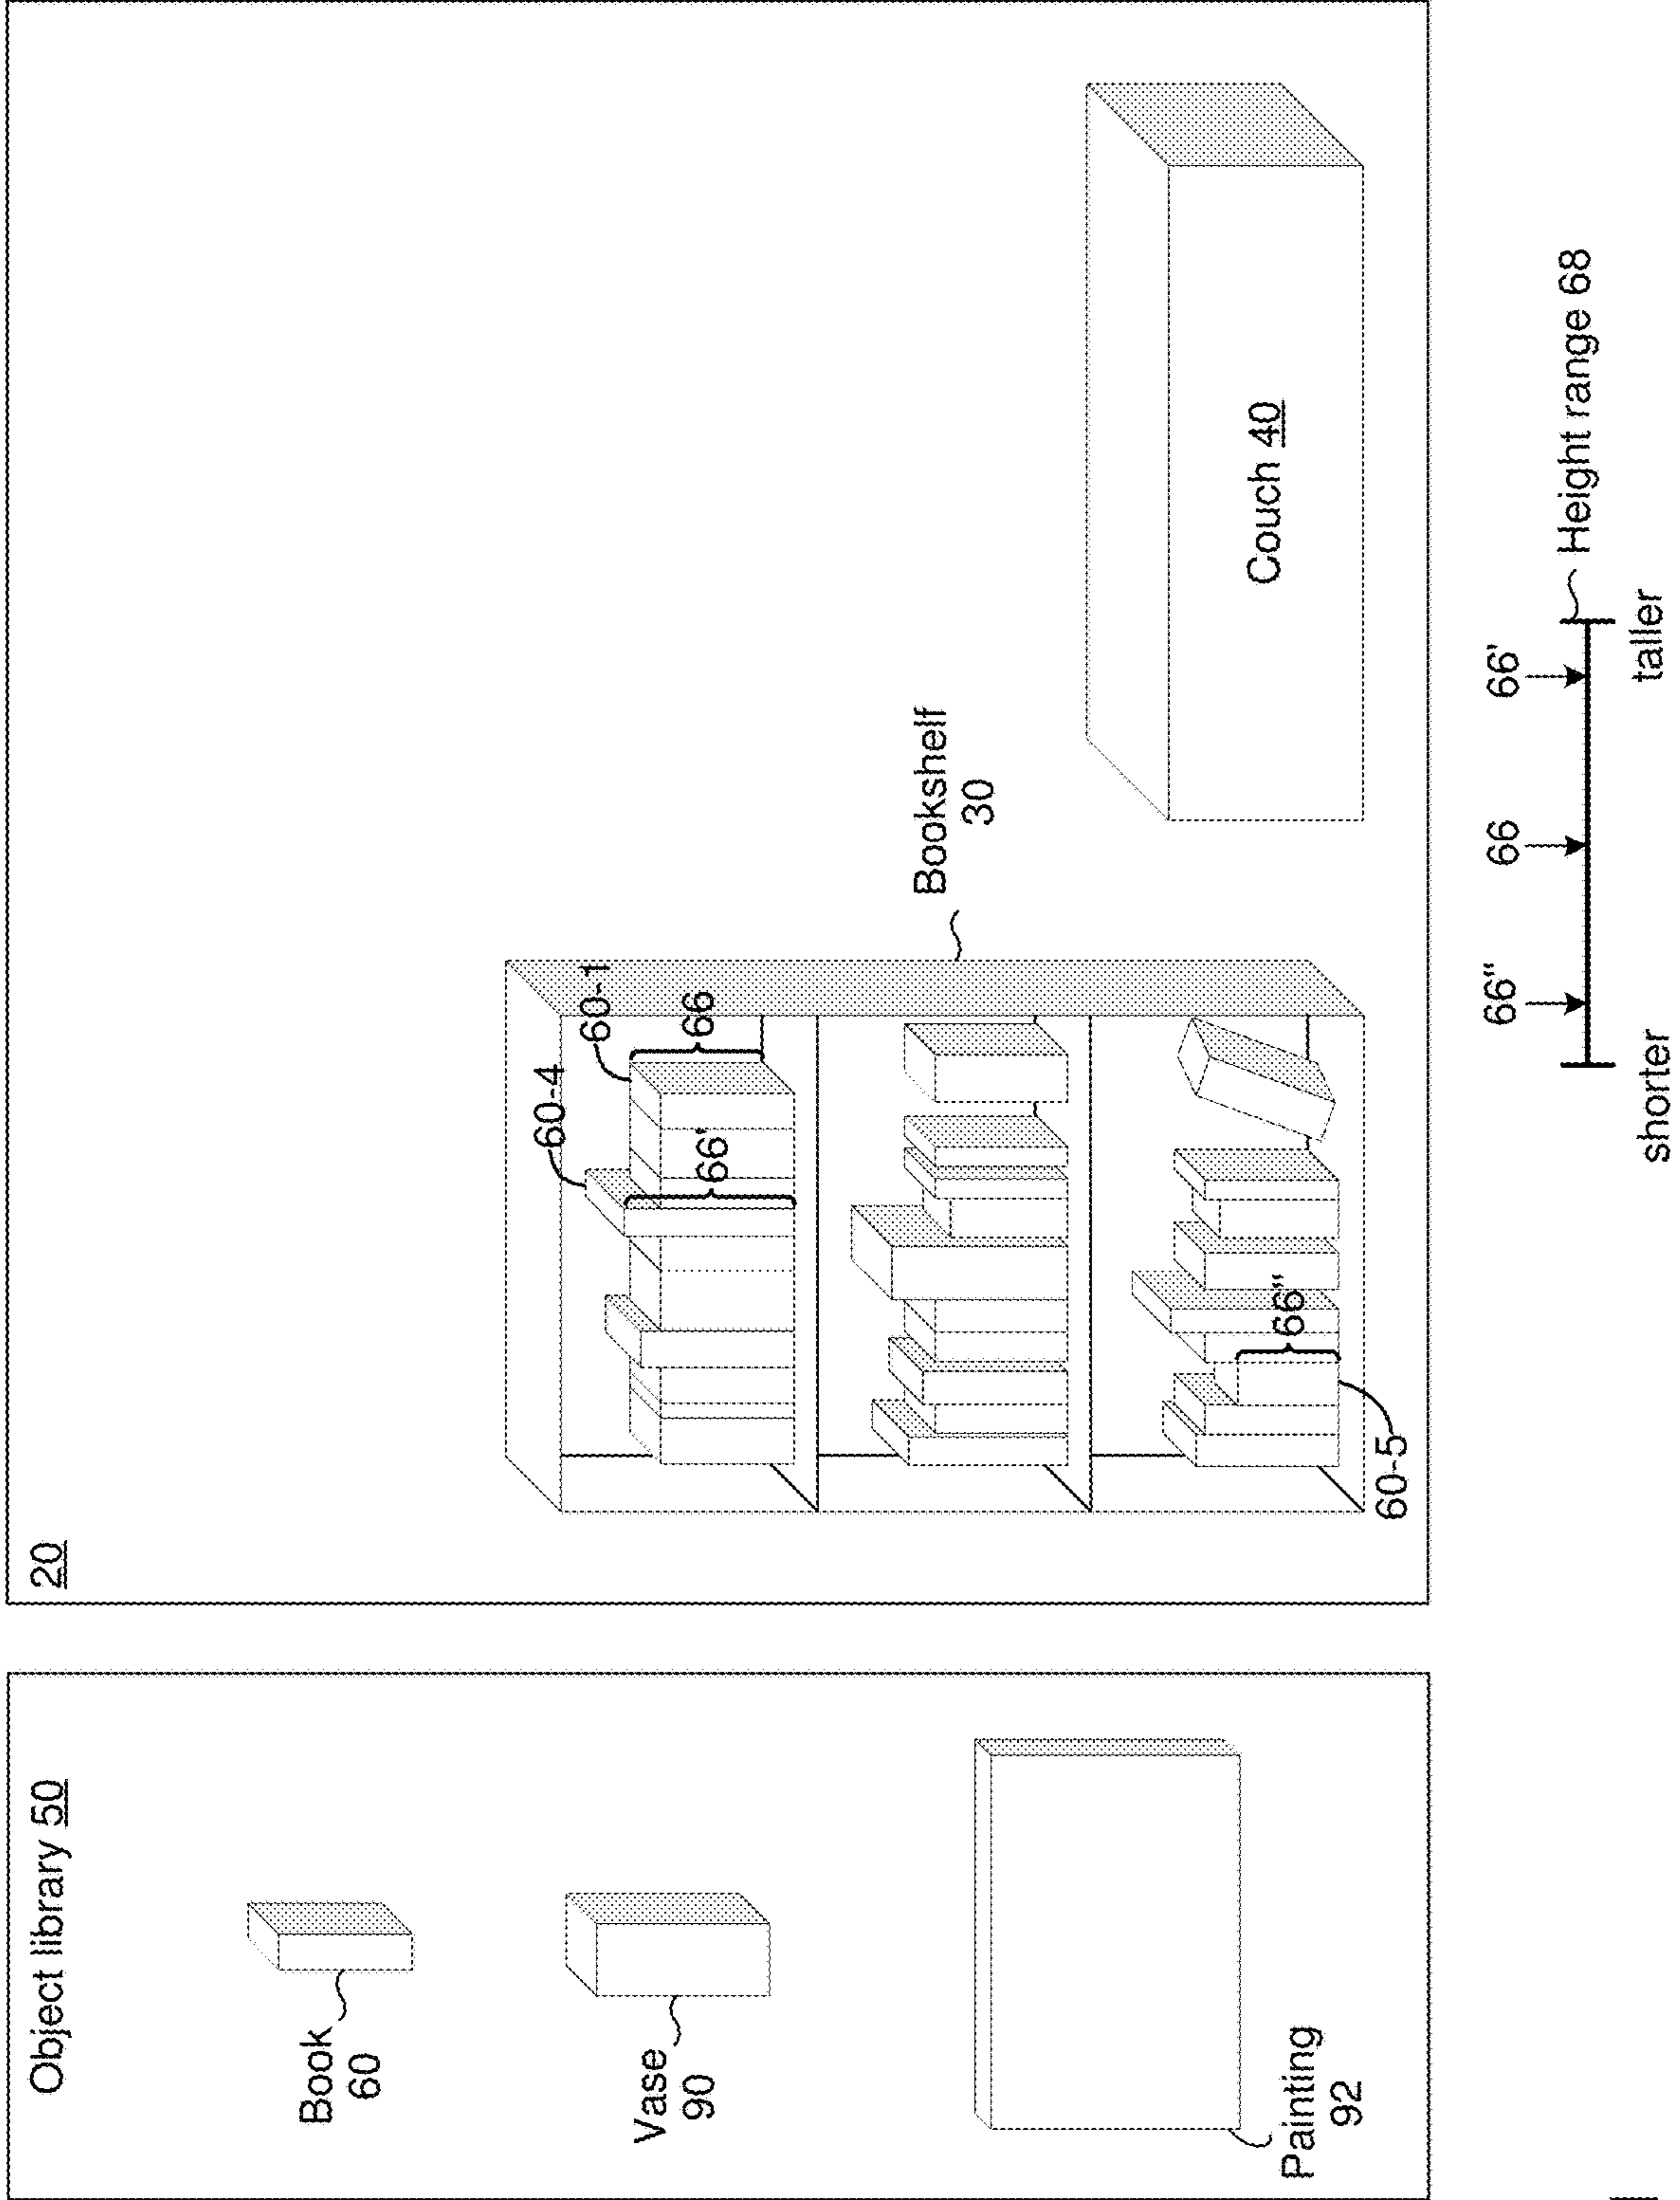 Object library 50
Book
60
Vase
90
Painting
92
20
60-4
60-1
66
66'
Bookshelf
30
66"
60-5
Couch 40
66"
66
66'
Height range 68
shorter
taller